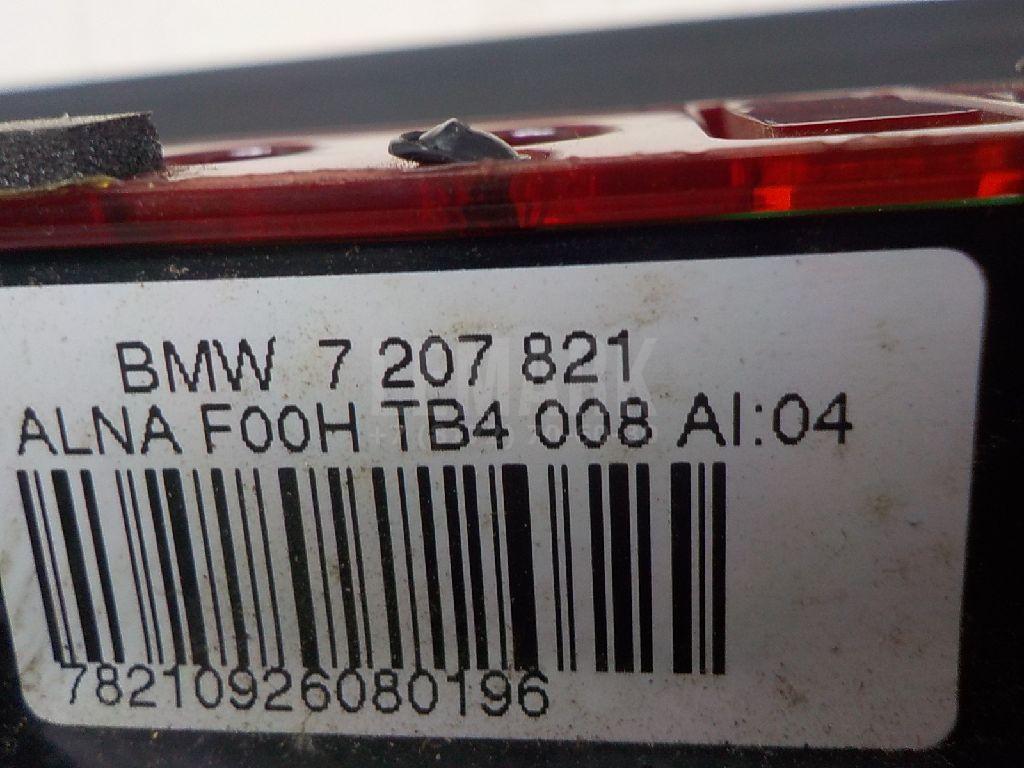 BMW 7 207 821
ALNA F00H TB4 008 AI:04
78210926080196